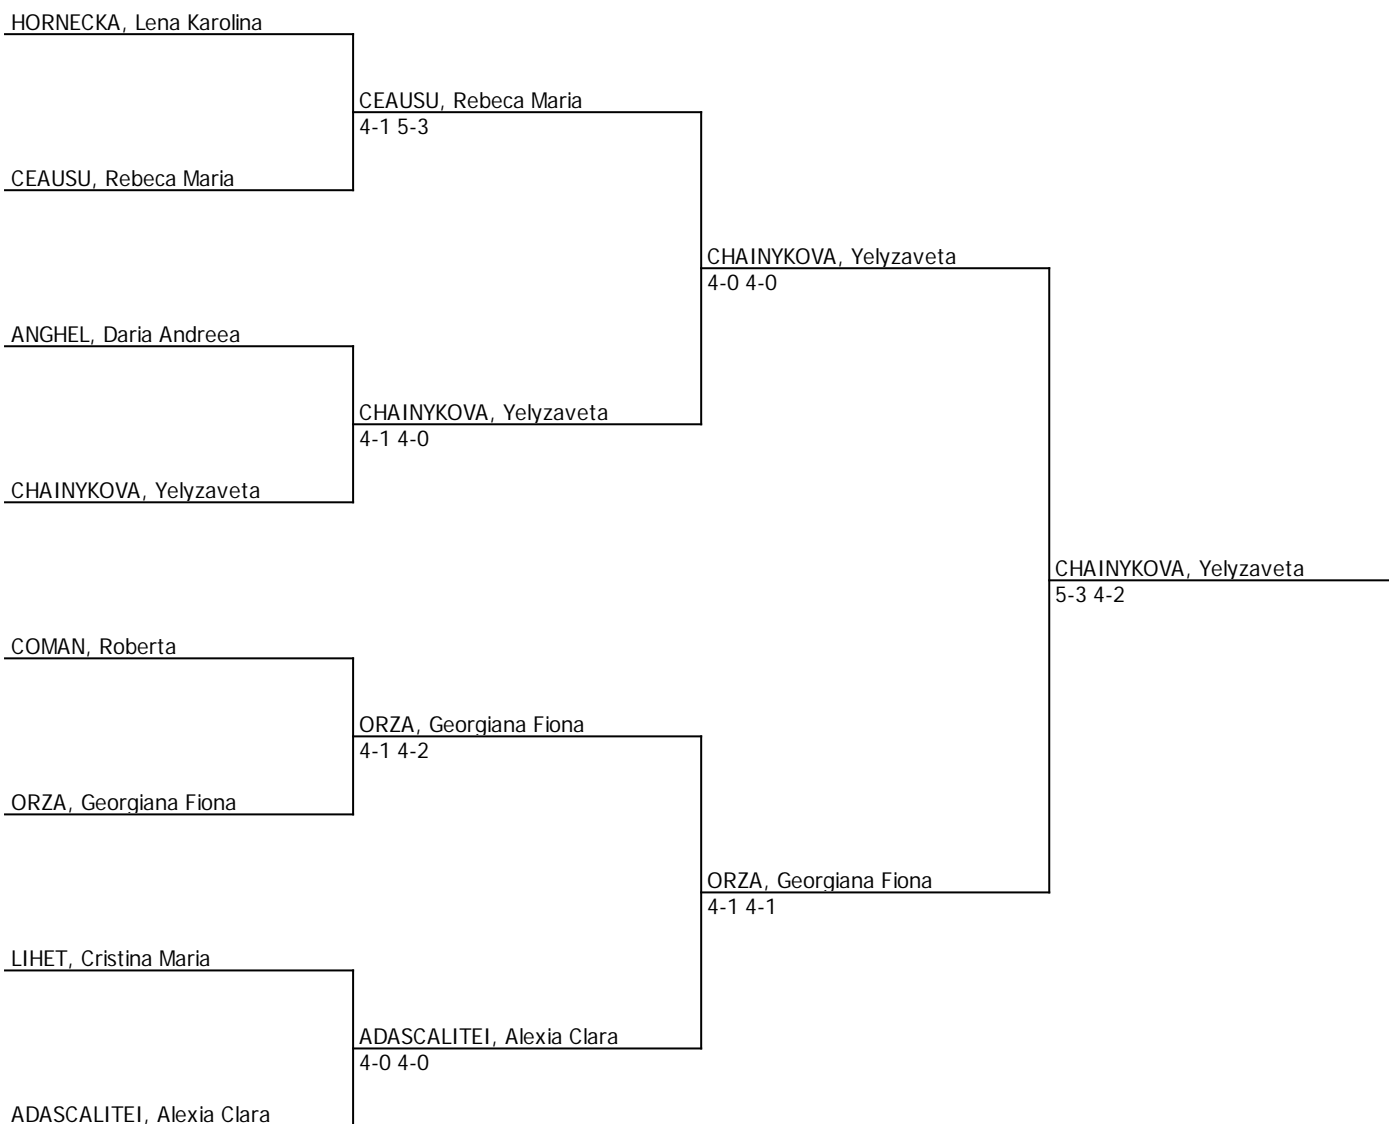 HORNECKA, Lena Karolina
CEAUSU, Rebeca Maria
4-1 5-3
CEAUSU, Rebeca Maria
CHAINYKOVA, Yelyzaveta
4-0 4-0
ANGHEL, Daria Andreea
CHAINYKOVA, Yelyzaveta
4-1 4-0
CHAINYKOVA, Yelyzaveta
CHAINYKOVA, Yelyzaveta
5-3 4-2
COMAN, Roberta
ORZA, Georgiana Fiona
4-1 4-2
ORZA, Georgiana Fiona
ORZA, Georgiana Fiona
4-1 4-1
LIHET, Cristina Maria
ADASCALITEI, Alexia Clara
4-0 4-0
ADASCALITEI, Alexia Clara